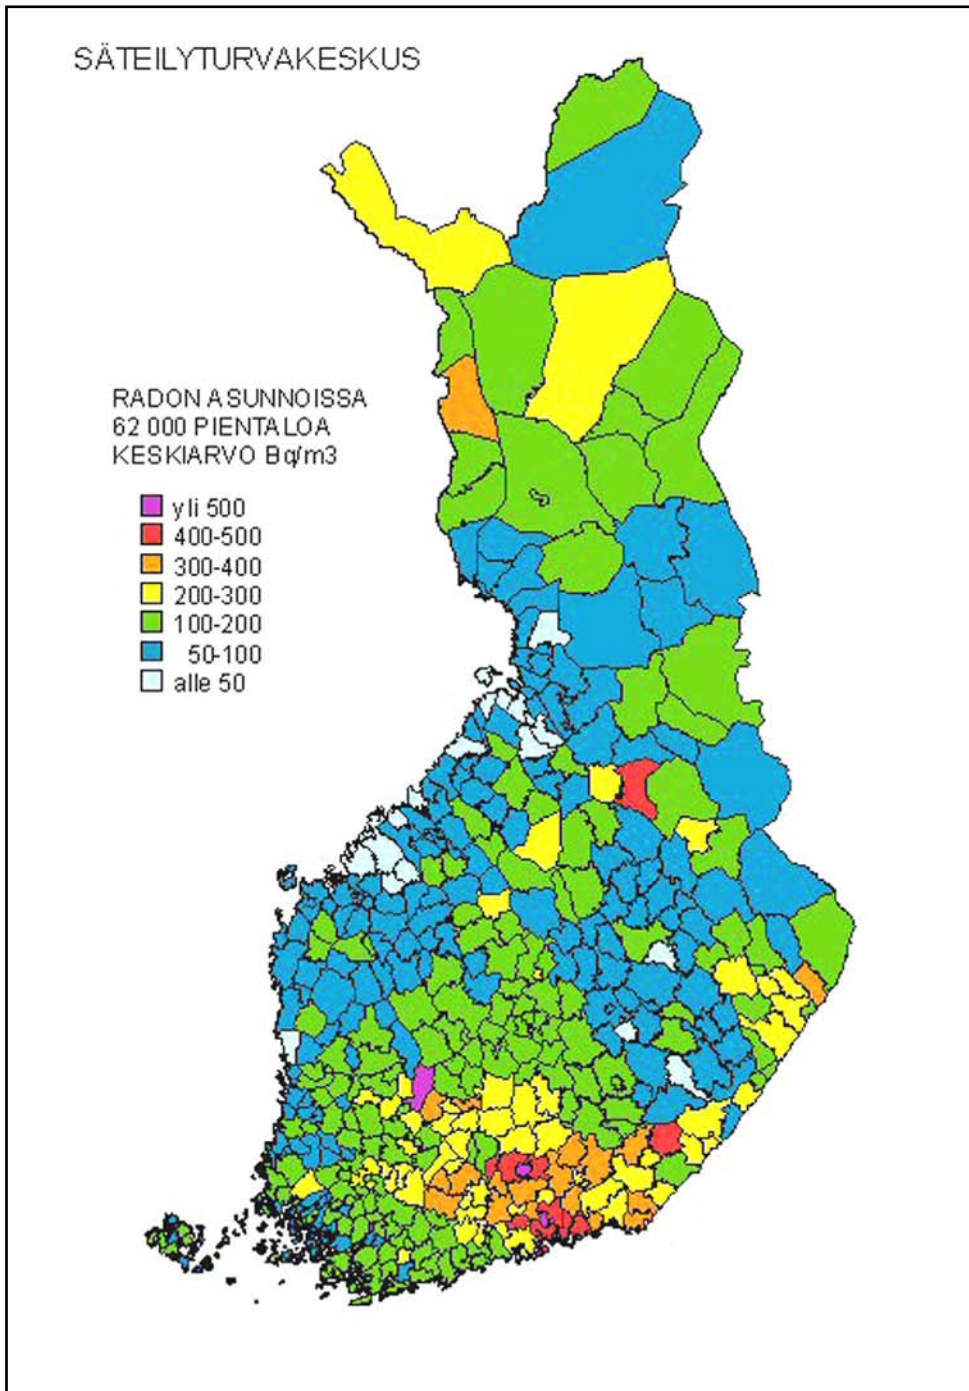 SÄTEILYTURVAKESKUS
RADON ASUNNOISSA
62 000 PIENTALOA
KESKIARVO Bq/m3
yli 500
400-500
300-400
200-300
100-200
50-100
alle 50